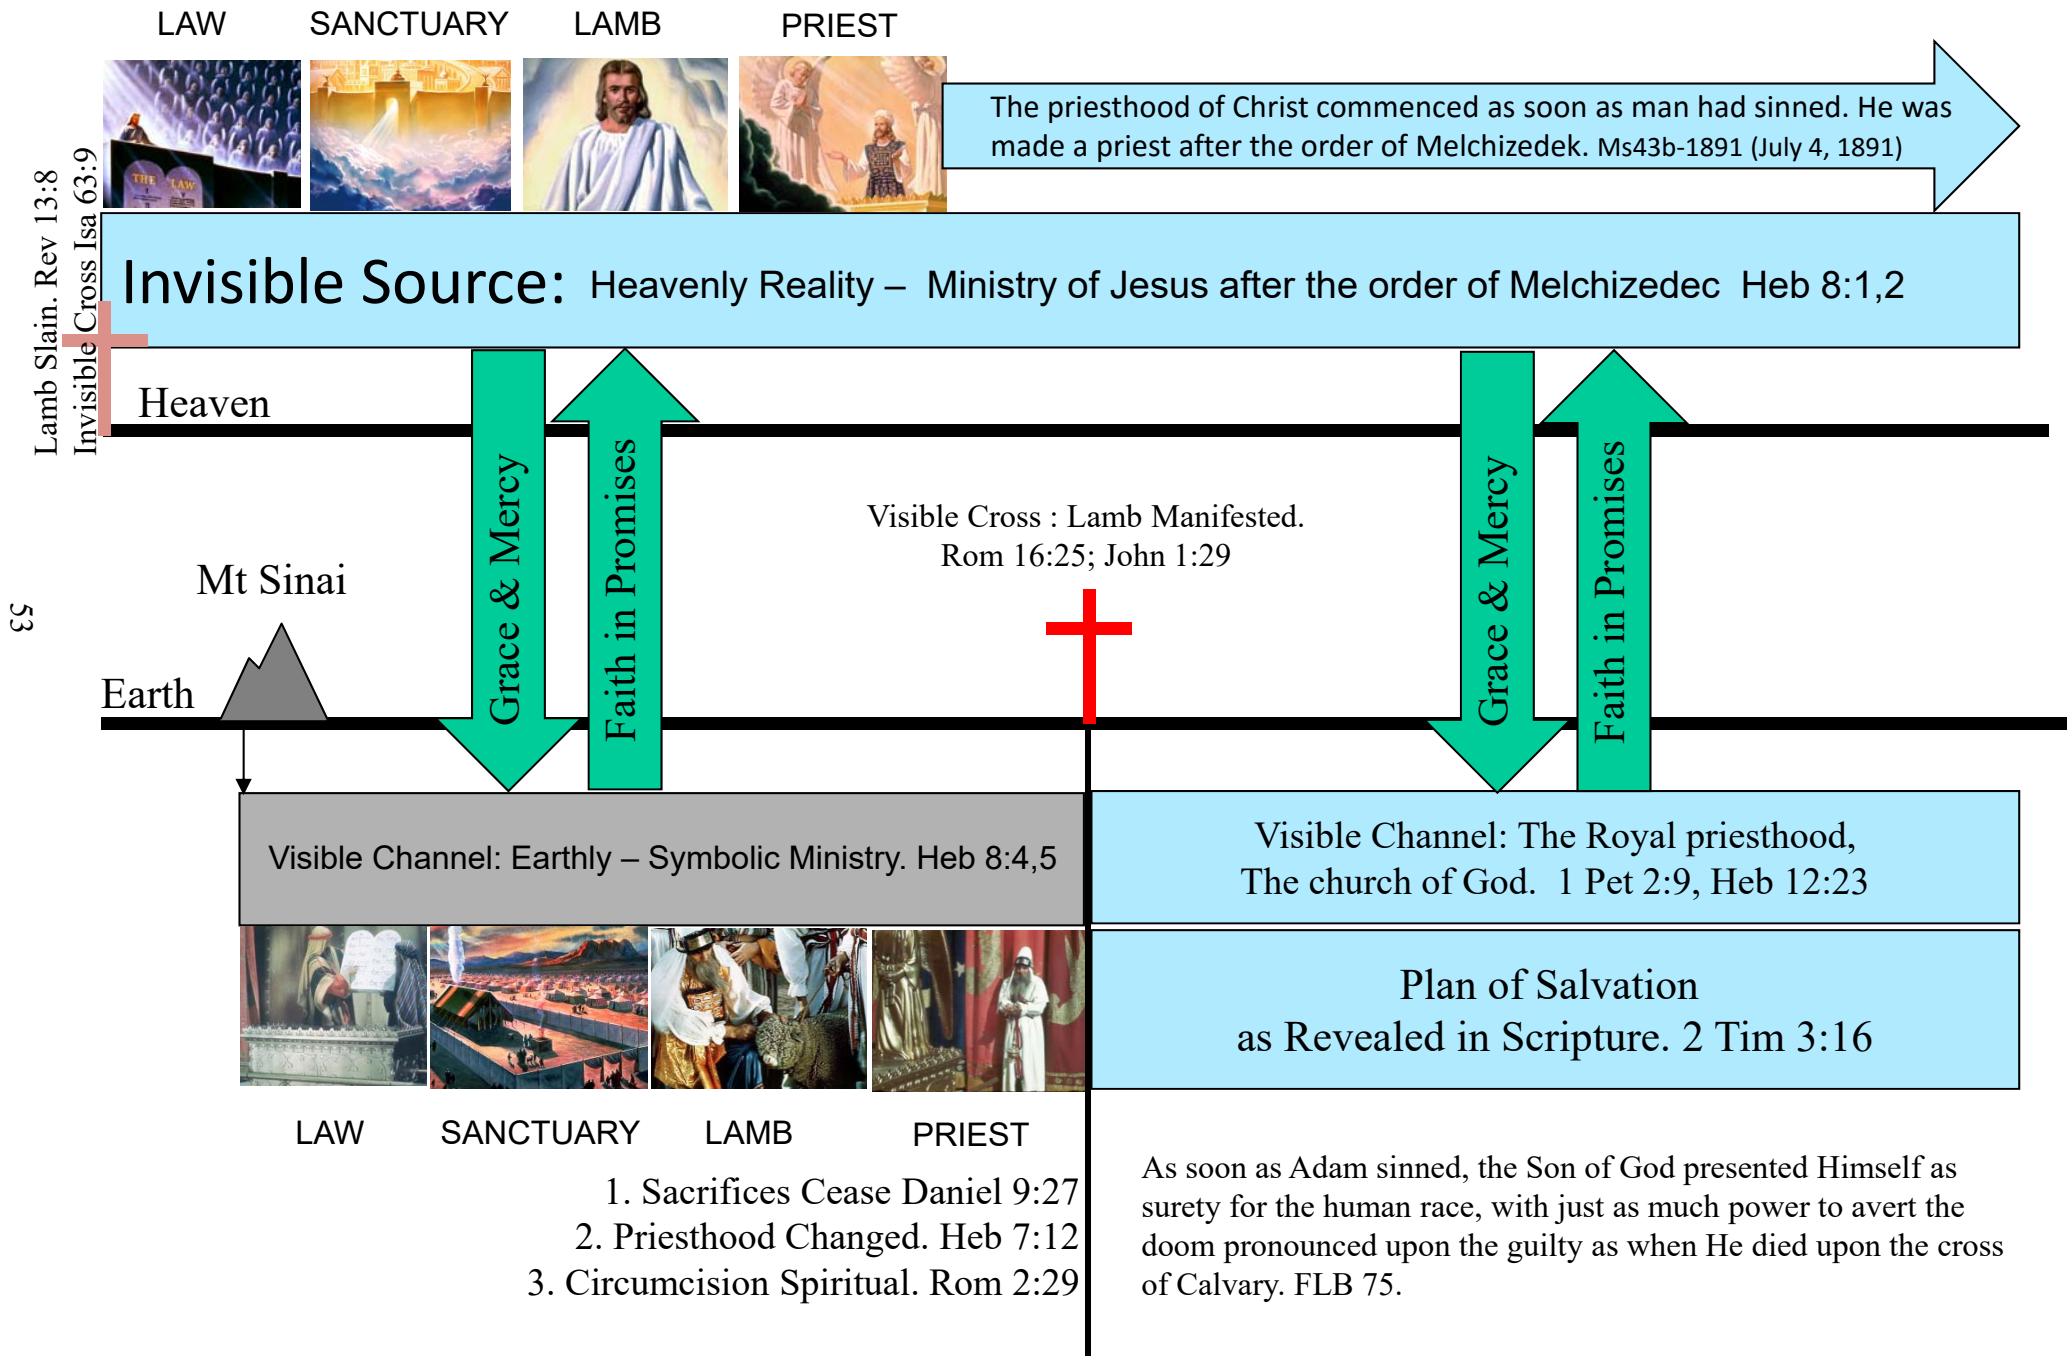 LAW
SANCTUARY
LAMB
PRIEST
THE LAW
The priesthood of Christ commenced as soon as man had sinned. He was
made a priest after the order of Melchizedek. Ms43b-1891 (July 4, 1891)
Lamb Slain. Rev 13:8
Invisible Cross Isa 63:9
Invisible Source: Heavenly Reality – Ministry of Jesus after the order of Melchizedec Heb 8:1,2
Heaven
Grace & Mercy
Faith in Promises
Visible Cross : Lamb Manifested.
Rom 16:25; John 1:29
Grace & Mercy
Faith in Promises
Mt Sinai
53
Earth
Visible Channel: Earthly – Symbolic Ministry. Heb 8:4,5
Visible Channel: The Royal priesthood,
The church of God. 1 Pet 2:9, Heb 12:23
Plan of Salvation
as Revealed in Scripture. 2 Tim 3:16
LAW
SANCTUARY
LAMB
PRIEST
1. Sacrifices Cease Daniel 9:27
2. Priesthood Changed. Heb 7:12
3. Circumcision Spiritual. Rom 2:29
As soon as Adam sinned, the Son of God presented Himself as
surety for the human race, with just as much power to avert the
doom pronounced upon the guilty as when He died upon the cross
of Calvary. FLB 75.